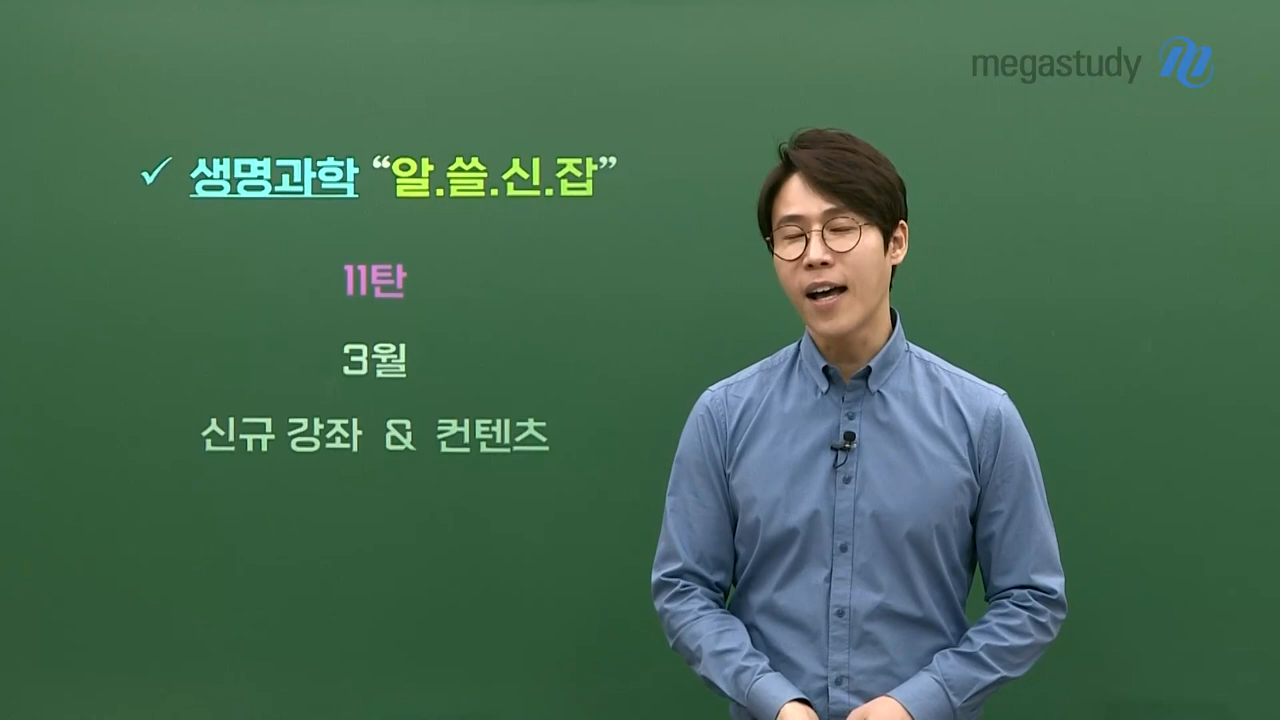 megastudy
✓ 생명과학 “알.쓸.신.잡”
11탄
3월
신규 강좌 & 컨텐츠